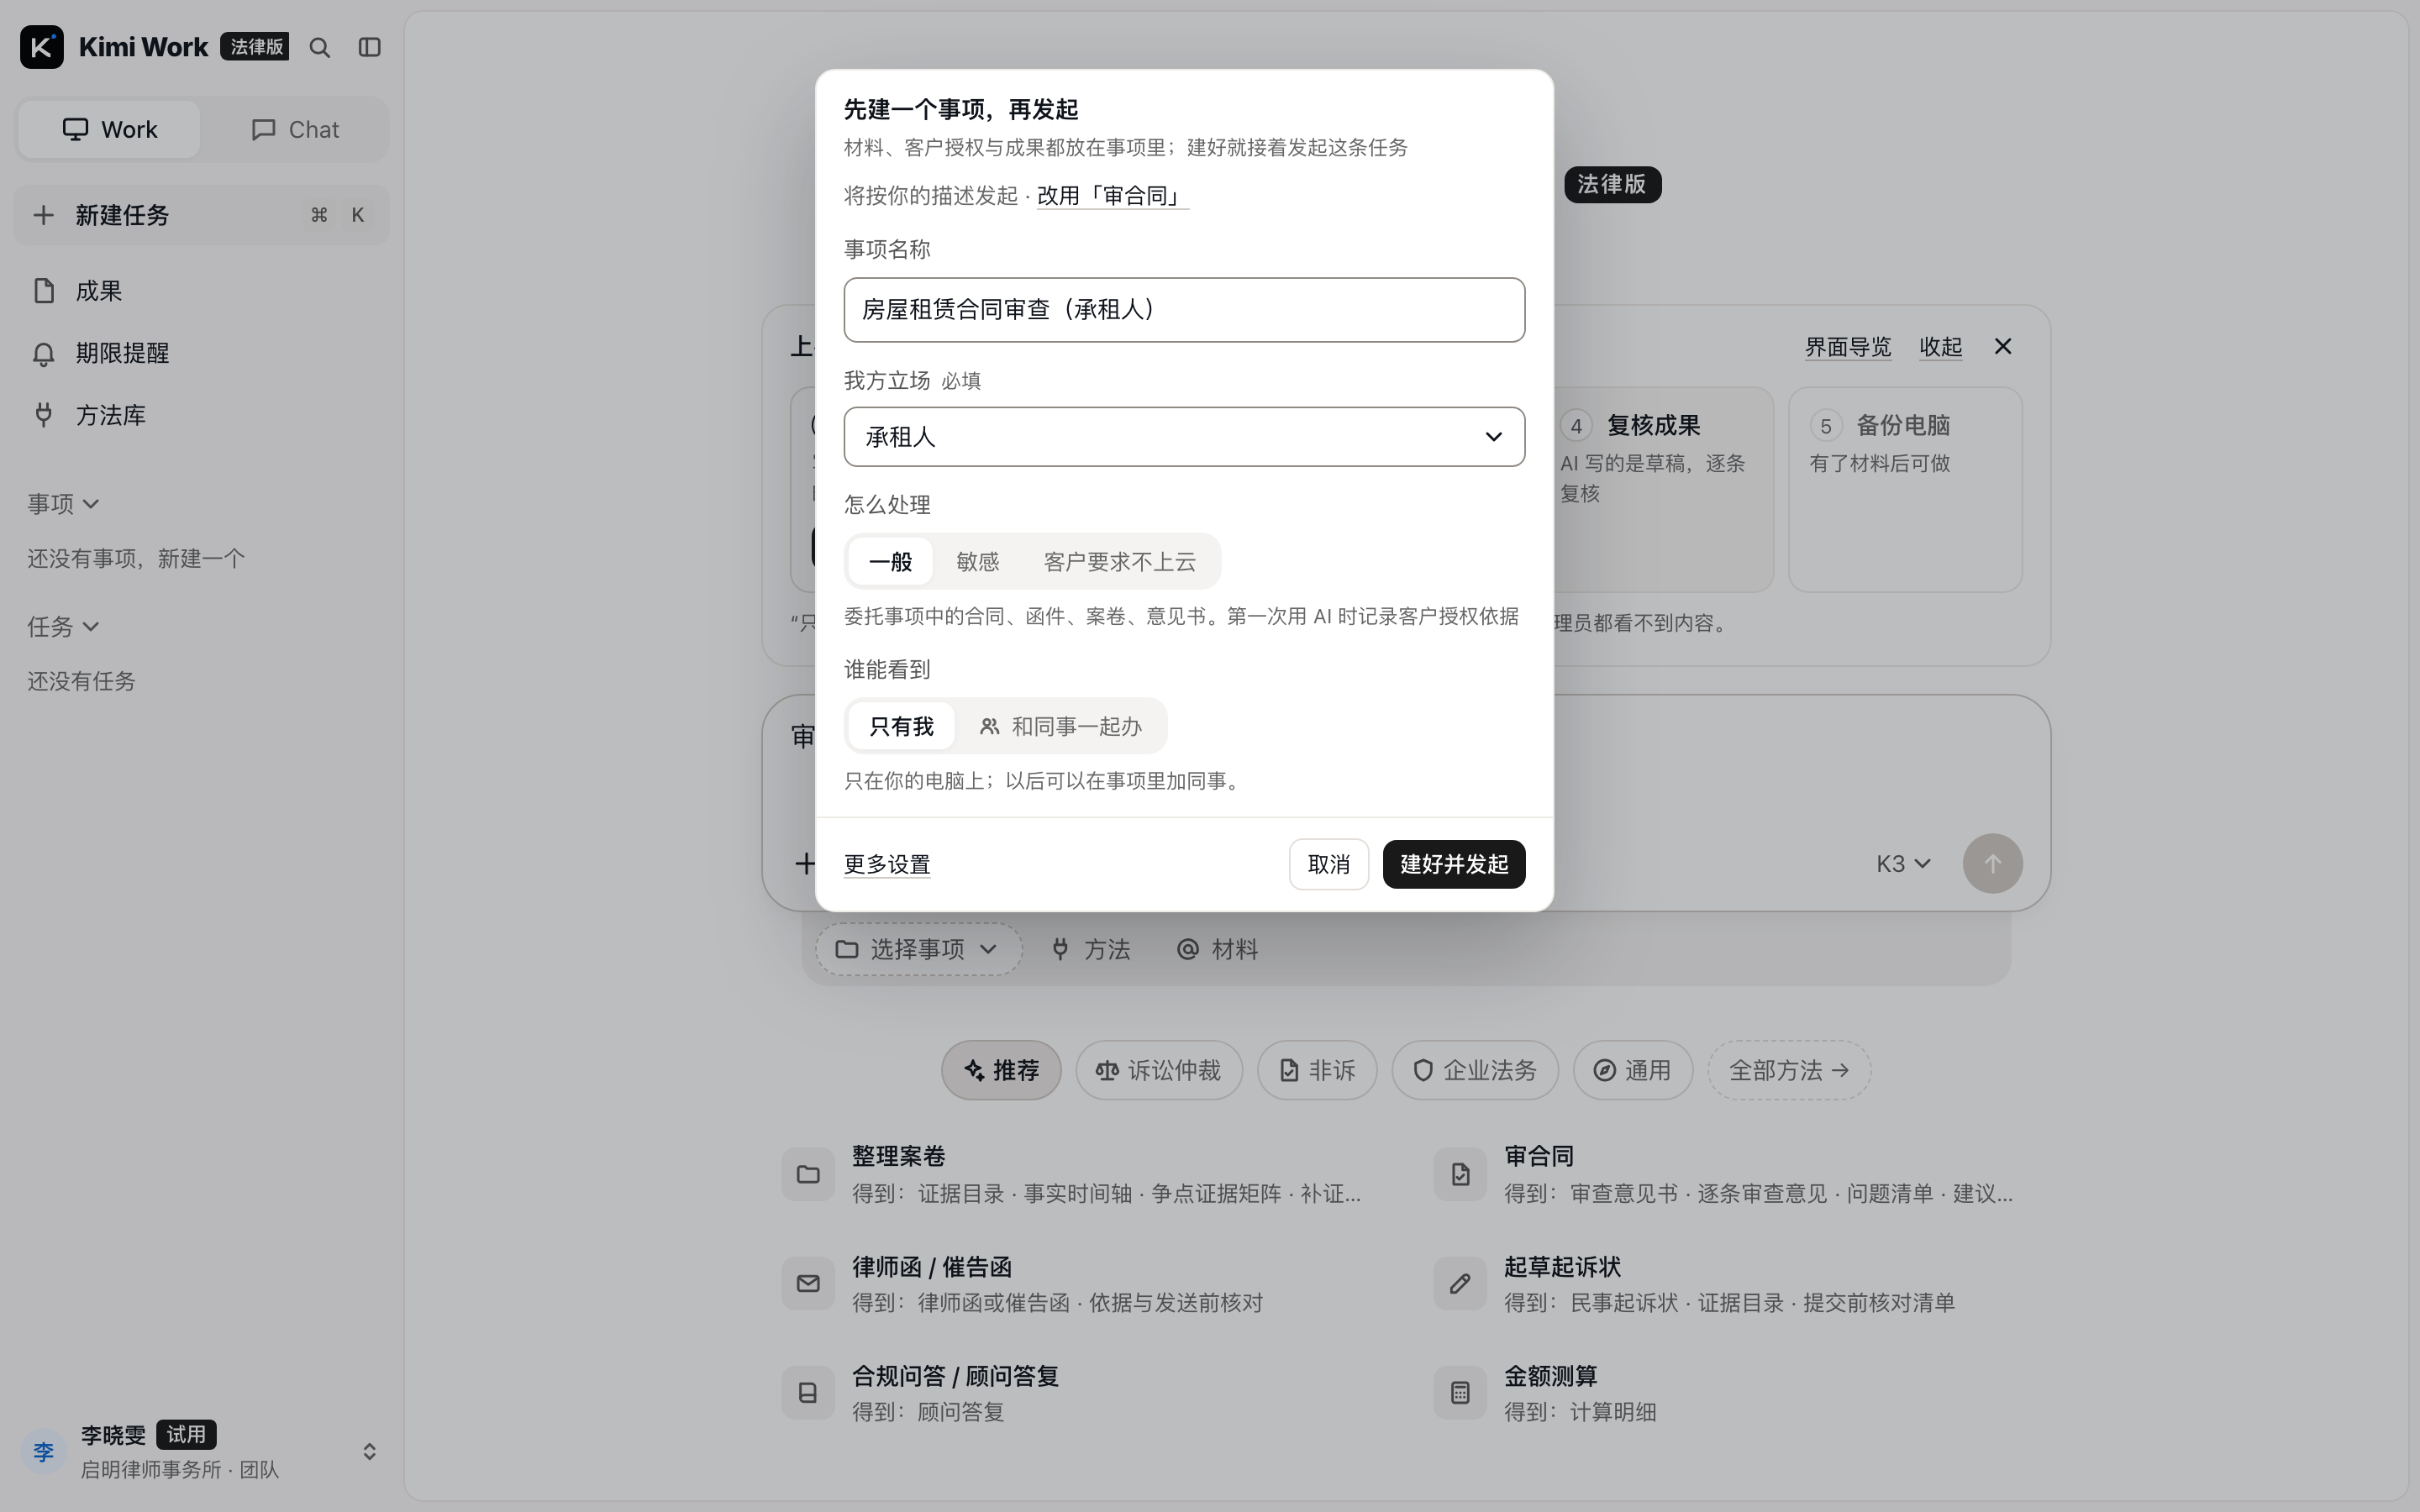 Kimi Work 法律版
Work
Chat
新建任务 ⌘ K
成果
期限提醒
方法库
事项
还没有事项，新建一个
任务
还没有任务
李
李晓雯 试用
启明律师事务所 · 团队
先建一个事项，再发起
材料、客户授权与成果都放在事项里；建好就接着发起这条任务
将按你的描述发起 · 改用「审合同」
事项名称
房屋租赁合同审查（承租人）
我方立场 必填
承租人
怎么处理
一般 敏感 客户要求不上云
委托事项中的合同、函件、案卷、意见书。第一次用 AI 时记录客户授权依据
谁能看到
只有我 和同事一起办
只在你的电脑上；以后可以在事项里加同事。
更多设置 取消 建好并发起
法律版
上
界面导览 收起
4 复核成果
AI 写的是草稿，逐条
复核
5 备份电脑
有了材料后可做
“只
理员都看不到内容。
审
K3
选择事项 方法 材料
推荐 诉讼仲裁 非诉 企业法务 通用 全部方法 →
整理案卷
得到：证据目录 · 事实时间轴 · 争点证据矩阵 · 补证...
审合同
得到：审查意见书 · 逐条审查意见 · 问题清单 · 建议...
律师函 / 催告函
得到：律师函或催告函 · 依据与发送前核对
起草起诉状
得到：民事起诉状 · 证据目录 · 提交前核对清单
合规问答 / 顾问答复
得到：顾问答复
金额测算
得到：计算明细